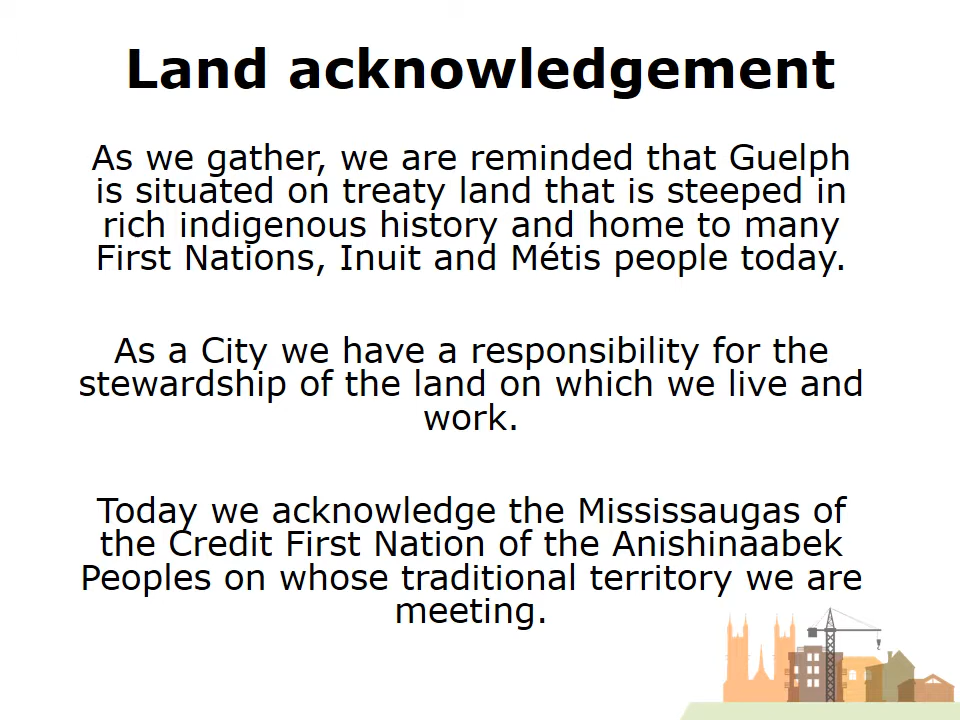 Land acknowledgement
As we gather, we are reminded that Guelph
is situated on treaty land that is steeped in
rich indigenous history and home to many
First Nations, Inuit and Métis people today.
As a City we have a responsibility for the
stewardship of the land on which we live and
work.
Today we acknowledge the Mississaugas of
the Credit First Nation of the Anishinaabek
Peoples on whose traditional territory we are
meeting.